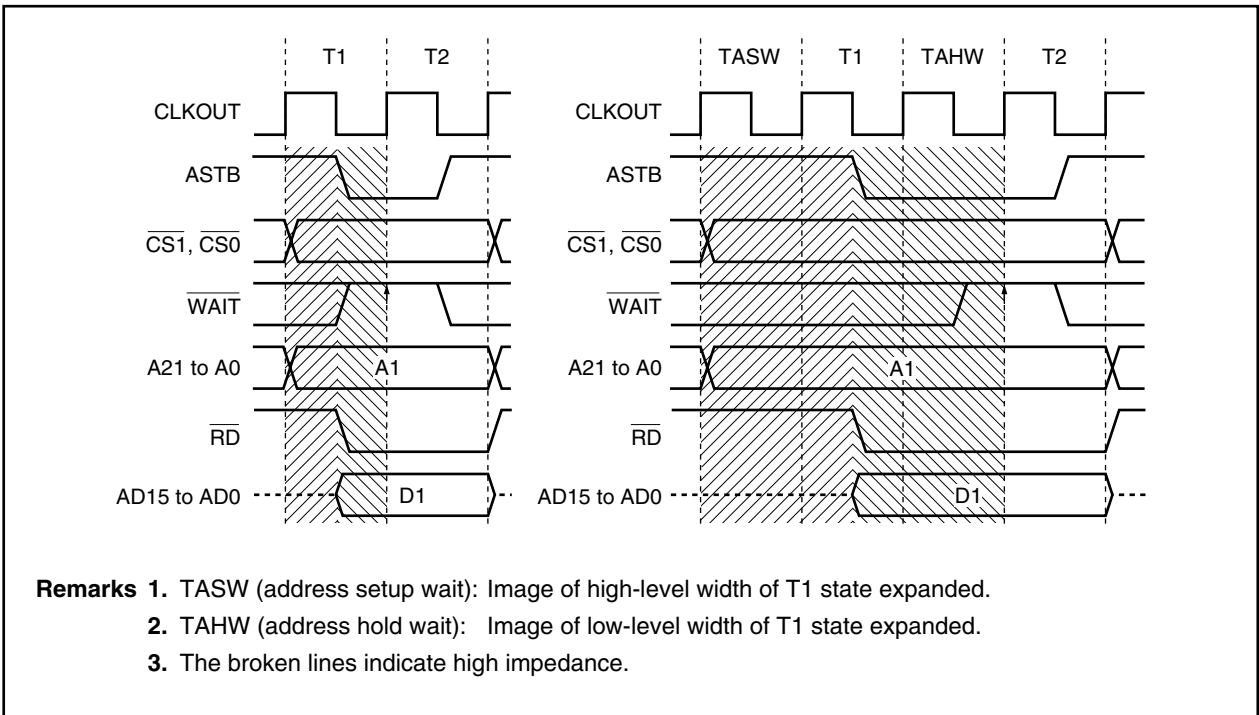 T1 T2
CLKOUT
ASTB
CS1, CS0
WAIT
A21 to A0 A1
RD
AD15 to AD0 D1
TASW T1 TAHW T2
CLKOUT
ASTB
CS1, CS0
WAIT
A21 to A0 A1
RD
AD15 to AD0 D1
Remarks 1. TASW (address setup wait): Image of high-level width of T1 state expanded.
2. TAHW (address hold wait): Image of low-level width of T1 state expanded.
3. The broken lines indicate high impedance.